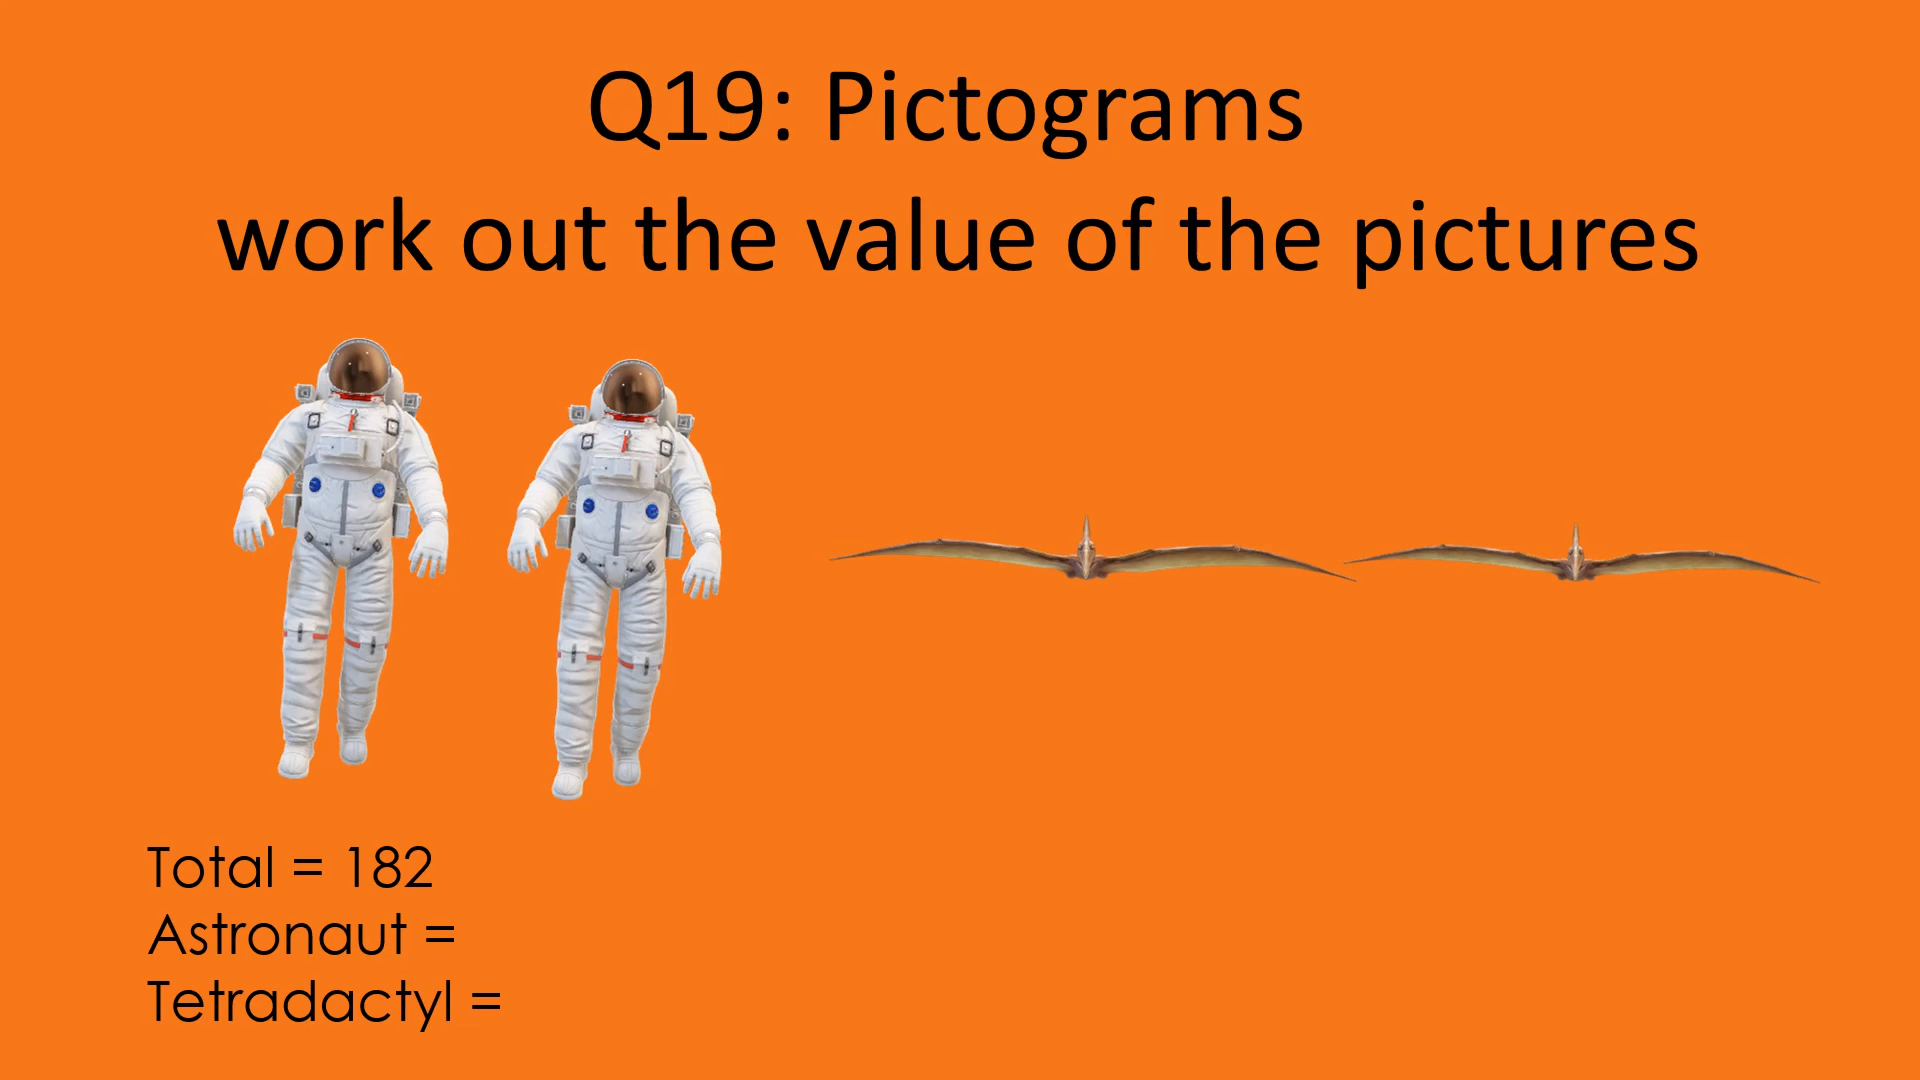 Q19: Pictograms
work out the value of the pictures
Total = 182
Astronaut =
Tetradactyl =